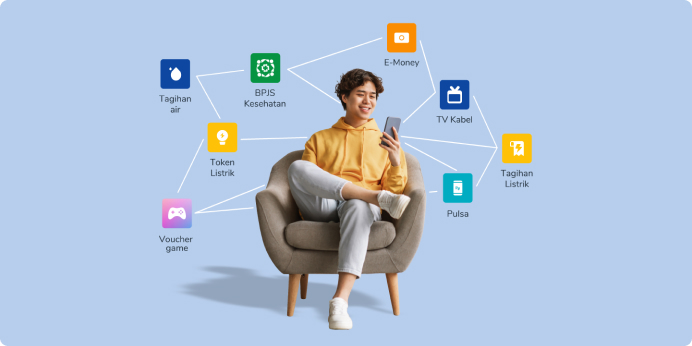 E-Money
Tagihan
air
BPJS
Kesehatan
TV Kabel
Token
Listrik
Tagihan
Listrik
Pulsa
Voucher
game